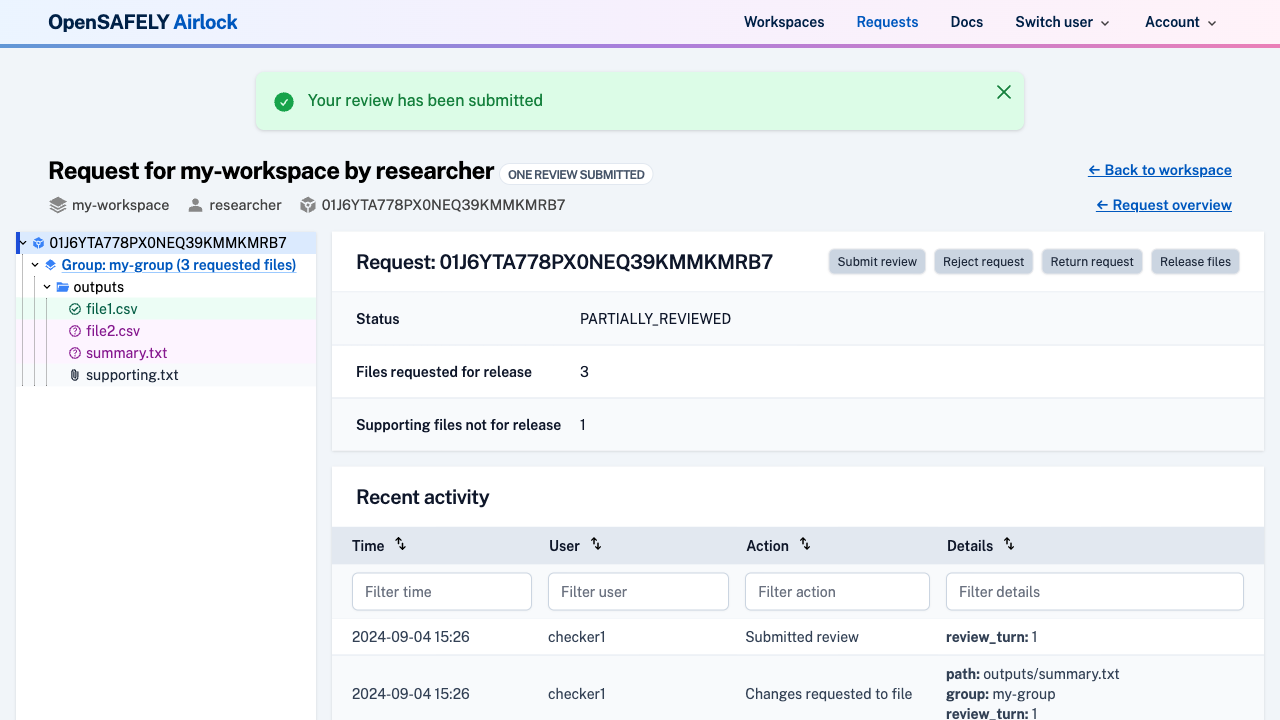 OpenSAFELY Airlock
Workspaces Requests Docs Switch user Account
Your review has been submitted
Request for my-workspace by researcher ONE REVIEW SUBMITTED
← Back to workspace
my-workspace researcher 01J6YTA778PX0NEQ39KMMKMRB7
← Request overview
01J6YTA778PX0NEQ39KMMKMRB7
Group: my-group (3 requested files)
outputs
file1.csv
file2.csv
summary.txt
supporting.txt
Request: 01J6YTA778PX0NEQ39KMMKMRB7
Submit review Reject request Return request Release files
Status PARTIALLY_REVIEWED
Files requested for release 3
Supporting files not for release 1
Recent activity
Time User Action Details
Filter time Filter user Filter action Filter details
2024-09-04 15:26 checker1 Submitted review review_turn: 1
2024-09-04 15:26 checker1 Changes requested to file path: outputs/summary.txt
group: my-group
review_turn: 1